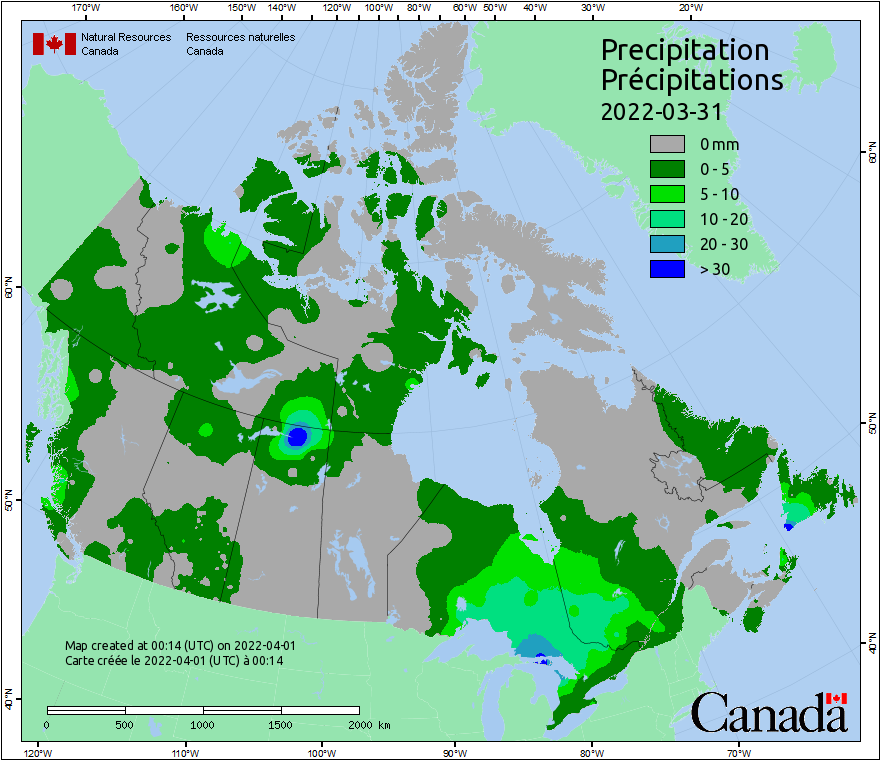 170°W 160°W 150°W 140°W 130°W 120°W 110°W 100°W 90°W 80°W 60°W 50°W 40°W 30°W 20°W
Natural Resources Ressources naturelles
Canada Canada
Precipitation
Précipitations
2022-03-31
0 mm
0 - 5
5 - 10
10 - 20
20 - 30
> 30
60°N
50°N
40°N
60°N
50°N
40°N
Map created at 00:14 (UTC) on 2022-04-01
Carte créée le 2022-04-01 (UTC) à 00:14
0 500 1000 1500 2000 km
Canada
120°W 110°W 100°W 90°W 80°W 70°W